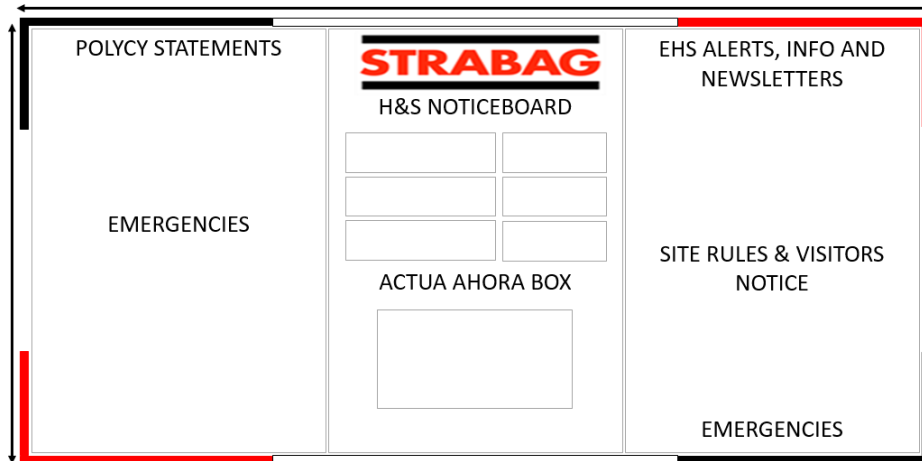 POLYCY STATEMENTS
EMERGENCIES
STRABAG
H&S NOTICEBOARD
ACTUA AHORA BOX
EHS ALERTS, INFO AND
NEWSLETTERS
SITE RULES & VISITORS
NOTICE
EMERGENCIES